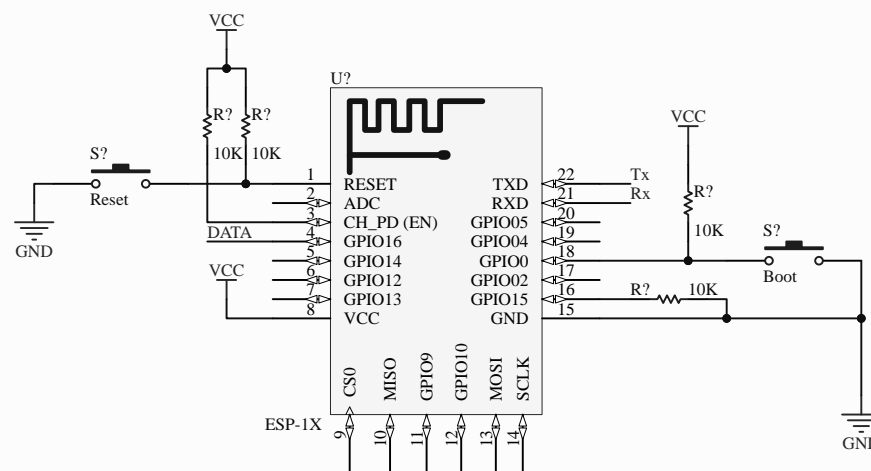 VCC
U?
R?
R?
10K
10K
S?
Reset
GND
DATA
VCC
1
2
3
4
5
6
7
8
RESET
ADC
CH_PD (EN)
GPIO16
GPIO14
GPIO12
GPIO13
VCC
TXD
RXD
GPIO05
GPIO04
GPIO0
GPIO02
GPIO15
GND
22
21
20
19
18
17
16
15
Tx
Rx
VCC
R?
10K
S?
Boot
R?
10K
GND
CS0
MISO
GPIO9
GPIO10
MOSI
SCLK
ESP-1X
9
10
11
12
13
14